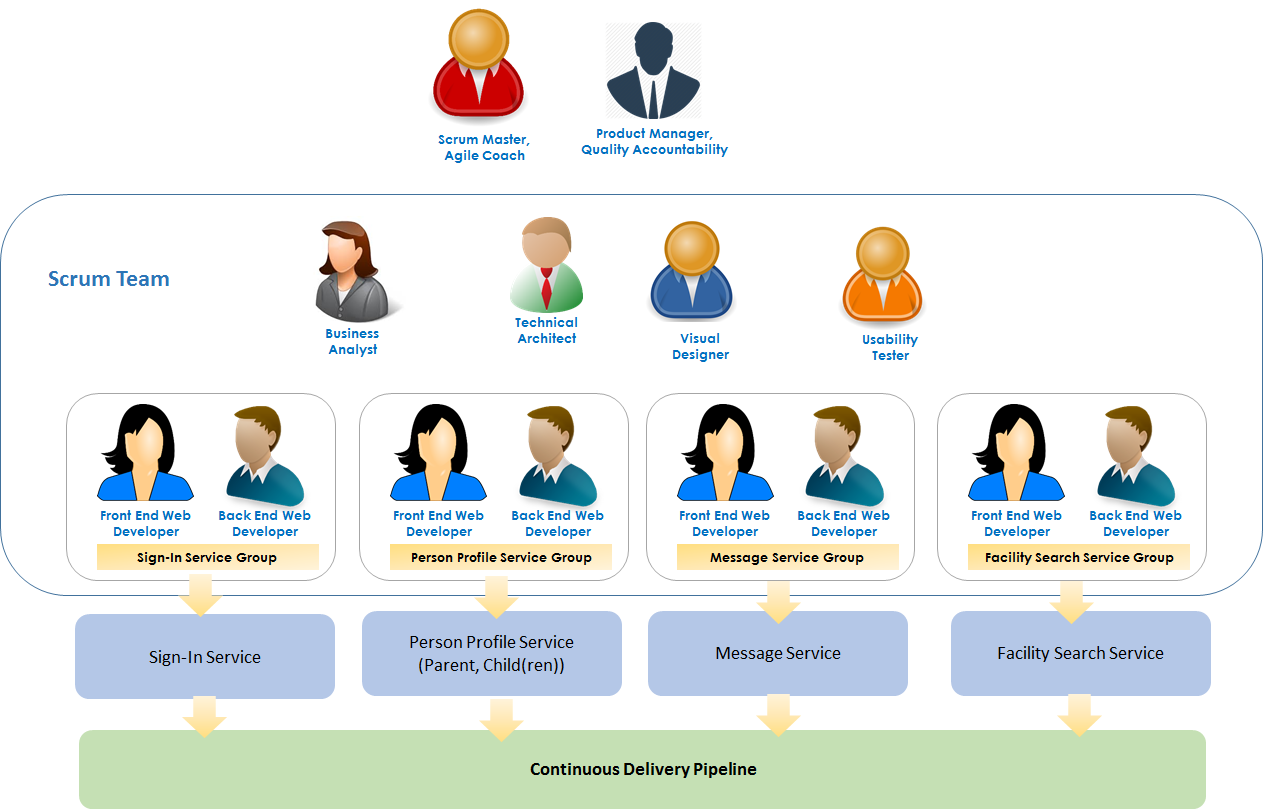 Scrum Master,
Agile Coach
Product Manager,
Quality Accountability
Scrum Team
Business
Analyst
Technical
Architect
Visual
Designer
Usability
Tester
Front End Web
Developer
Back End Web
Developer
Sign-In Service Group
Front End Web
Developer
Back End Web
Developer
Person Profile Service Group
Front End Web
Developer
Back End Web
Developer
Message Service Group
Front End Web
Developer
Back End Web
Developer
Facility Search Service Group
Sign-In Service
Person Profile Service
(Parent, Child(ren))
Message Service
Facility Search Service
Continuous Delivery Pipeline